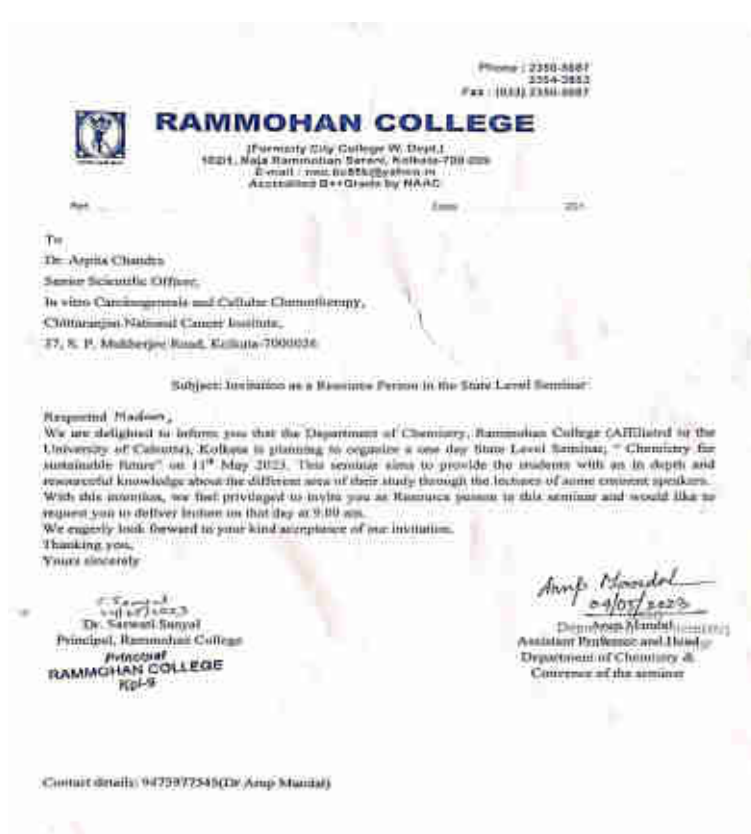 Phone : 2350-5687
2354-3853
Fax : (033) 2350-5687
RAMMOHAN COLLEGE
(Formerly City College W. Dept.)
102/1, Raja Rammohan Sarani, Kolkata-700 009
Accredited B++Grade by NAAC
Ref.
Date 201
To
Dr. Arpita Chandra
Senior Scientific Officer,
In vitro Carcinogenesis and Cellular Chemotherapy,
Chittaranjan National Cancer Institute,
37, S. P. Mukherjee Road, Kolkata-7000026
Subject: Invitation as a Resource Person in the State Level Seminar
Respected Madam,
We are delighted to inform you that the Department of Chemistry, Rammohan College (Affiliated to the
University of Calcutta), Kolkata is planning to organize a one day State Level Seminar, " Chemistry for
sustainable future" on 11th May 2023. This seminar aims to provide the students with an in depth and
resourceful knowledge about the different area of their study through the lectures of some eminent speakers.
With this intention, we feel privileged to invite you as Resource person in this seminar and would like to
request you to deliver lecture on that day at 9.00 am.
We eagerly look forward to your kind acceptance of our invitation.
Thanking you,
Yours sincerely
S Sanyal
Dr. Saswati Sanyal
Principal, Rammohan College
Principal
RAMMOHAN COLLEGE
Kol-9
Arup Mandal
04/05/2023
Arup Mandal
Assistant Professor and Head
Department of Chemistry &
Convenor of the seminar
Contact details: 9475977545(Dr Arup Mandal)